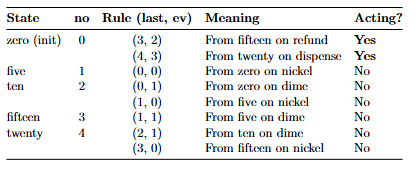 State no Rule (last, ev) Meaning Acting?
zero (init) 0 (3, 2) From fifteen on refund Yes
(4, 3) From twenty on dispense Yes
five 1 (0, 0) From zero on nickel No
ten 2 (0, 1) From zero on dime No
(1, 0) From five on nickel No
fifteen 3 (1, 1) From five on dime No
twenty 4 (2, 1) From ten on dime No
(3, 0) From fifteen on nickel No